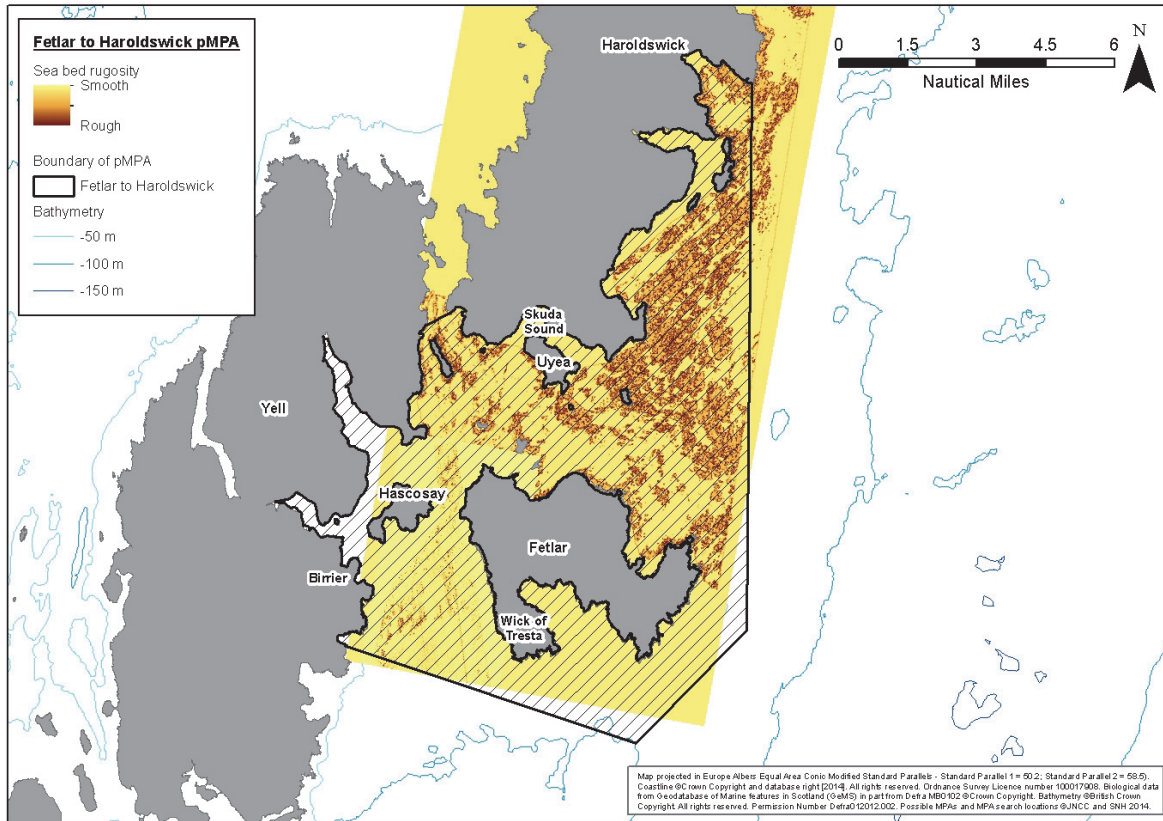 Fetlar to Haroldswick pMPA
Sea bed rugosity
Smooth
Rough
Boundary of pMPA
Fetlar to Haroldswick
Bathymetry
-50 m
-100 m
-150 m
Haroldswick
0 1.5 3 4.5 6
Nautical Miles
N
Skuda
Sound
Uyea
Yell
Hascosay
Fetlar
Birrier
Wick of
Tresta
Map projected in Europe Albers Equal Area Conic Modified Standard Parallels - Standard Parallel 1 = 50.2; Standard Parallel 2 = 58.5).
Coastline ©Crown Copyright and database right [2014]. All rights reserved. Ordnance Survey Licence number 100017908. Biological data
from Geodatabase of Marine features in Scotland (GeMS) in part from Defra MB0102 ©Crown Copyright. Bathymetry ©British Crown
Copyright. All rights reserved. Permission Number Defra012012.002. Possible MPAs and MPA search locations ©JNCC and SNH 2014.